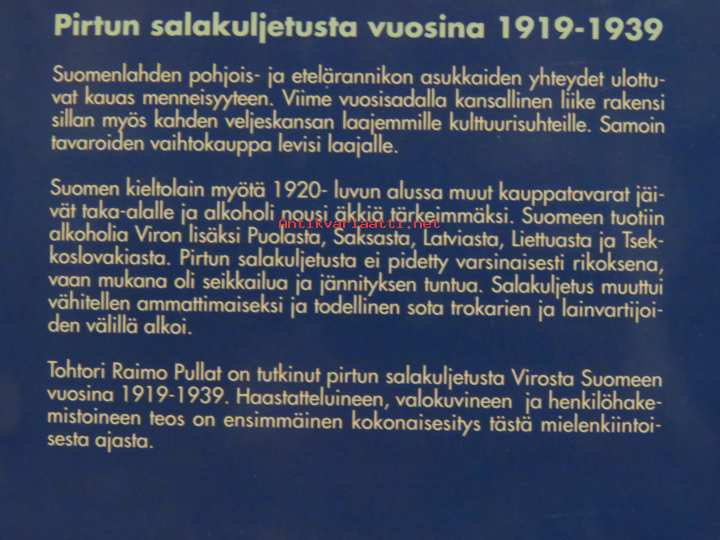 Pirtun salakuljetusta vuosina 1919-1939
Suomenlahden pohjois- ja etelärannikon asukkaiden yhteydet ulottu-
vat kauas menneisyyteen. Viime vuosisadalla kansallinen liike rakensi
sillan myös kahden veljeskansan laajemmille kulttuurisuhteille. Samoin
tavaroiden vaihtokauppa levisi laajalle.
Suomen kieltolain myötä 1920- luvun alussa muut kauppatavarat jäi-
vät taka-alalle ja alkoholi nousi äkkiä tärkeimmäksi. Suomeen tuotiin
Antikvariaatti.net
alkoholia Viron lisäksi Puolasta, Saksasta, Latviasta, Liettuasta ja Tsek-
koslovakiasta. Pirtun salakuljetusta ei pidetty varsinaisesti rikoksena,
vaan mukana oli seikkailua ja jännityksen tuntua. Salakuljetus muuttui
vähitellen ammattimaiseksi ja todellinen sota trokarien ja lainvartijoi-
den välillä alkoi.
Tohtori Raimo Pullat on tutkinut pirtun salakuljetusta Virosta Suomeen
vuosina 1919-1939. Haastatteluineen, valokuvineen ja henkilöhake-
mistoineen teos on ensimmäinen kokonaisesitys tästä mielenkiintoi-
sesta ajasta.